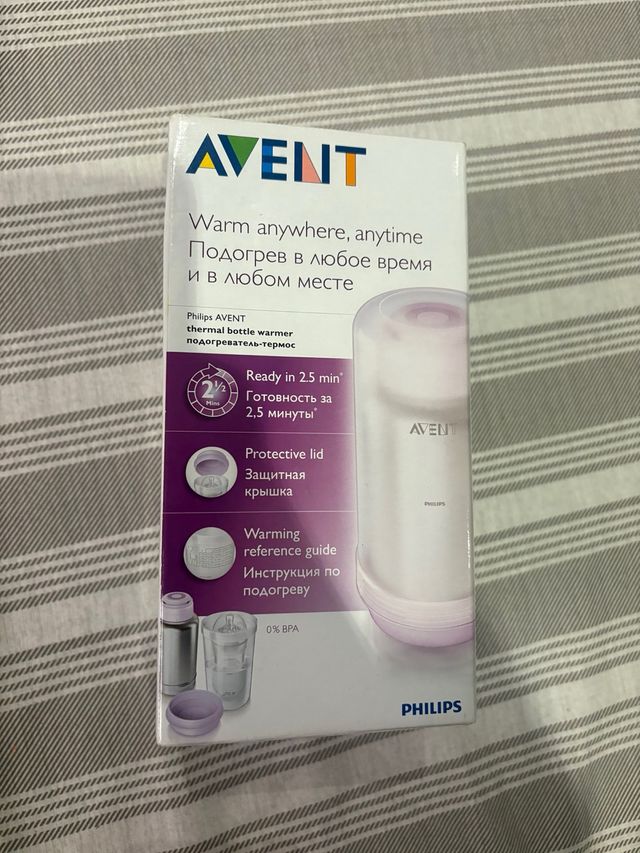 AVENT
Warm anywhere, anytime
Подогрев в любое время
и в любом месте
Philips AVENT
thermal bottle warmer
подогреватель-термос
2 1/2
Mins
Ready in 2.5 min*
Готовность за
2,5 минуты*
Protective lid
Защитная
крышка
Warming
reference guide
Инструкция по
подогреву
0% BPA
AVENT
PHILIPS
PHILIPS